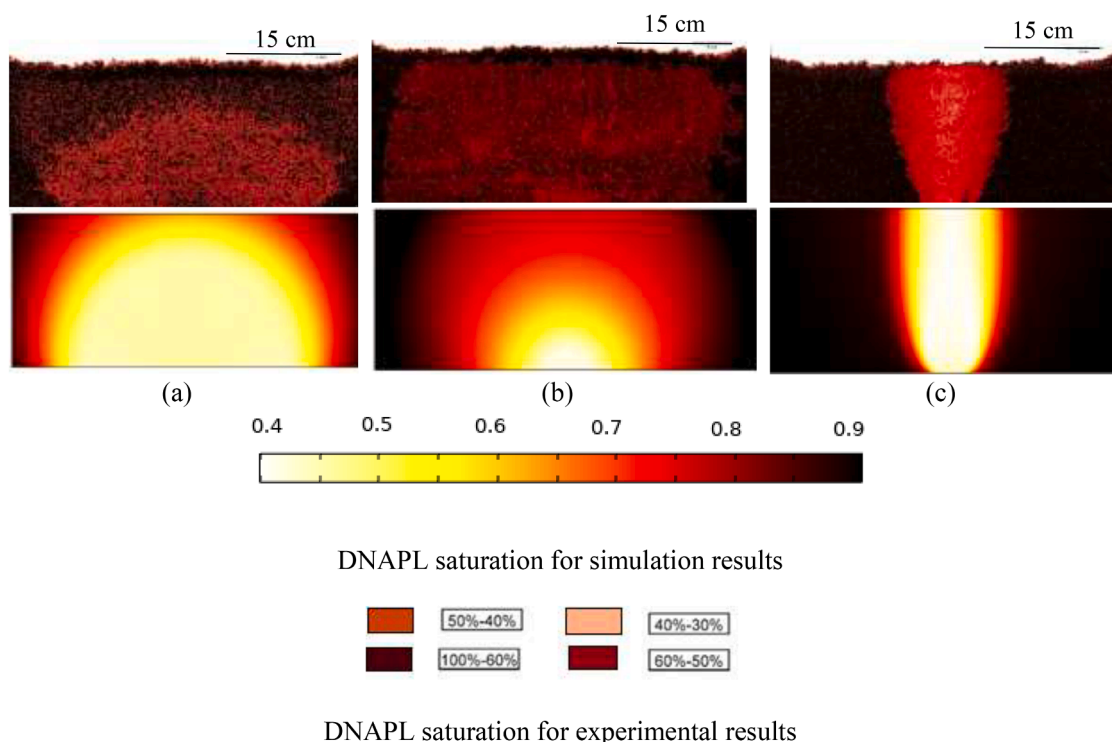 15 cm 15 cm 15 cm
(a) (b) (c)
0.4 0.5 0.6 0.7 0.8 0.9
DNAPL saturation for simulation results
50%-40% 40%-30%
100%-60% 60%-50%
DNAPL saturation for experimental results